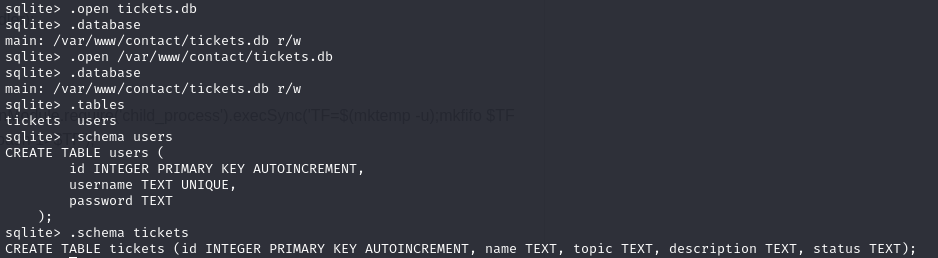 sqlite> .open tickets.db
sqlite> .database
main: /var/www/contact/tickets.db r/w
sqlite> .open /var/www/contact/tickets.db
sqlite> .database
main: /var/www/contact/tickets.db r/w
sqlite> .tables
child_process').execSync('TF=$(mktemp -u);mkfifo $TF
tickets  users
sqlite> .schema users
CREATE TABLE users (
        id INTEGER PRIMARY KEY AUTOINCREMENT,
        username TEXT UNIQUE,
        password TEXT
    );
sqlite> .schema tickets
CREATE TABLE tickets (id INTEGER PRIMARY KEY AUTOINCREMENT, name TEXT, topic TEXT, description TEXT, status TEXT);